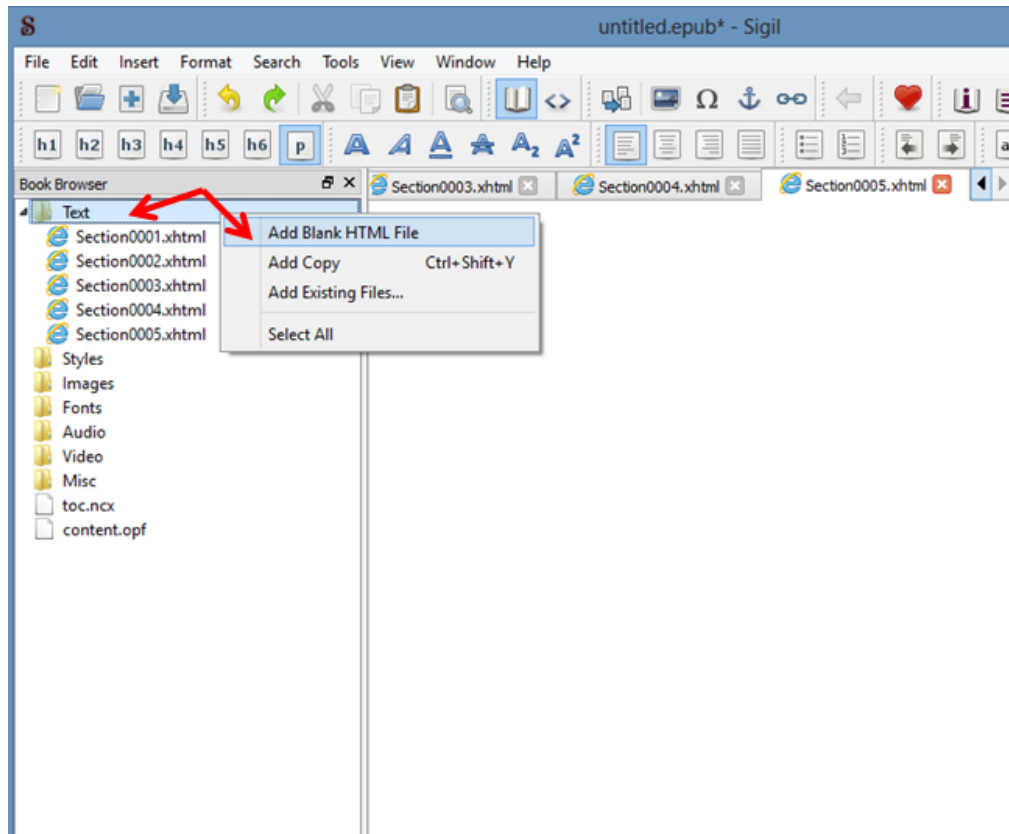 untitled.epub* - Sigil
File Edit Insert Format Search Tools View Window Help
h1 h2 h3 h4 h5 h6 p A A A A A₂ A²
Book Browser
Section0003.xhtml Section0004.xhtml Section0005.xhtml
Text
Section0001.xhtml
Section0002.xhtml
Section0003.xhtml
Section0004.xhtml
Section0005.xhtml
Add Blank HTML File
Add Copy Ctrl+Shift+Y
Add Existing Files...
Select All
Styles
Images
Fonts
Audio
Video
Misc
toc.ncx
content.opf